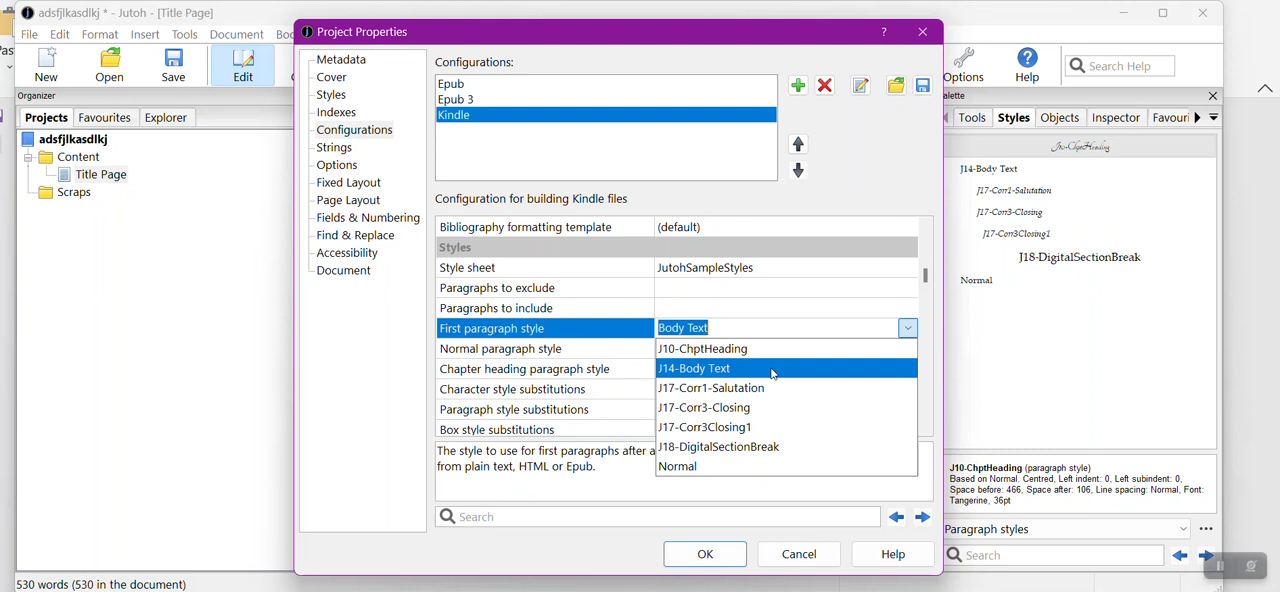 adsfjlkasdlkj * - Jutoh - [Title Page]
File Edit Format Insert Tools Document Boo
New Open Save Edit
Options Help Search Help
Organizer
Projects Favourites Explorer
adsfjlkasdlkj
Content
Title Page
Scraps
530 words (530 in the document)
Project Properties
?
Metadata
Cover
Styles
Indexes
Configurations
Strings
Options
Fixed Layout
Page Layout
Fields & Numbering
Find & Replace
Accessibility
Document
Configurations:
Epub
Epub 3
Kindle
Configuration for building Kindle files
Bibliography formatting template (default)
Styles
Style sheet JutohSampleStyles
Paragraphs to exclude
Paragraphs to include
First paragraph style Body Text
Normal paragraph style
Chapter heading paragraph style
Character style substitutions
Paragraph style substitutions
Box style substitutions
J10-ChptHeading
J14-Body Text
J17-Corr1-Salutation
J17-Corr3-Closing
J17-Corr3Closing1
J18-DigitalSectionBreak
Normal
The style to use for first paragraphs after a
from plain text, HTML or Epub.
Search
OK Cancel Help
alette
Tools Styles Objects Inspector Favouri
J10-ChptHeading
J14-Body Text
J17-Corr1-Salutation
J17-Corr3-Closing
J17-Corr3Closing1
J18-DigitalSectionBreak
Normal
J10-ChptHeading (paragraph style)
Based on Normal. Centred, Left indent: 0, Left subindent: 0,
Space before: 466, Space after: 106, Line spacing: Normal, Font:
Tangerine, 36pt
Paragraph styles
Search